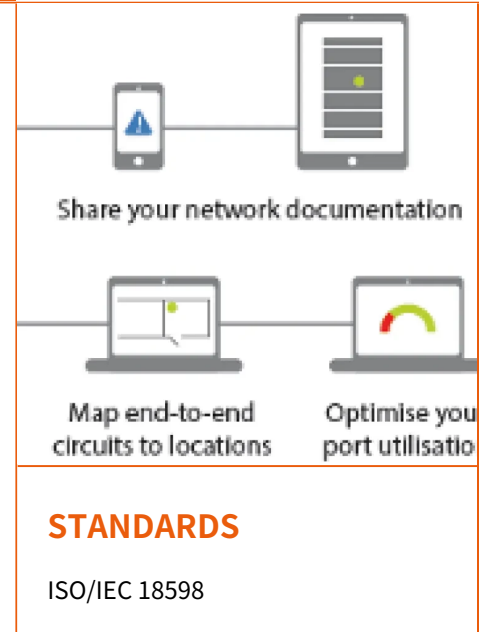 Share your network documentation
Map end-to-end
circuits to locations
Optimise you
port utilisatio
STANDARDS
ISO/IEC 18598